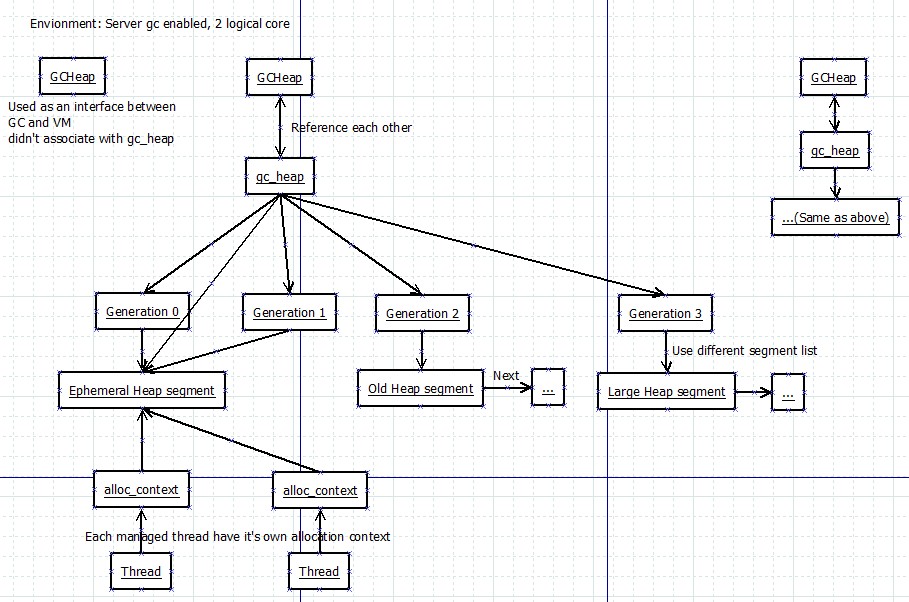 Envionment: Server gc enabled, 2 logical core
GCHeap
GCHeap
GCHeap
Used as an interface between
GC and VM
didn't associate with gc_heap
Reference each other
gc_heap
gc_heap
...(Same as above)
Generation 0
Generation 1
Generation 2
Generation 3
Use different segment list
Ephemeral Heap segment
Old Heap segment
Next
...
Large Heap segment
...
alloc_context
alloc_context
Each managed thread have it's own allocation context
Thread
Thread